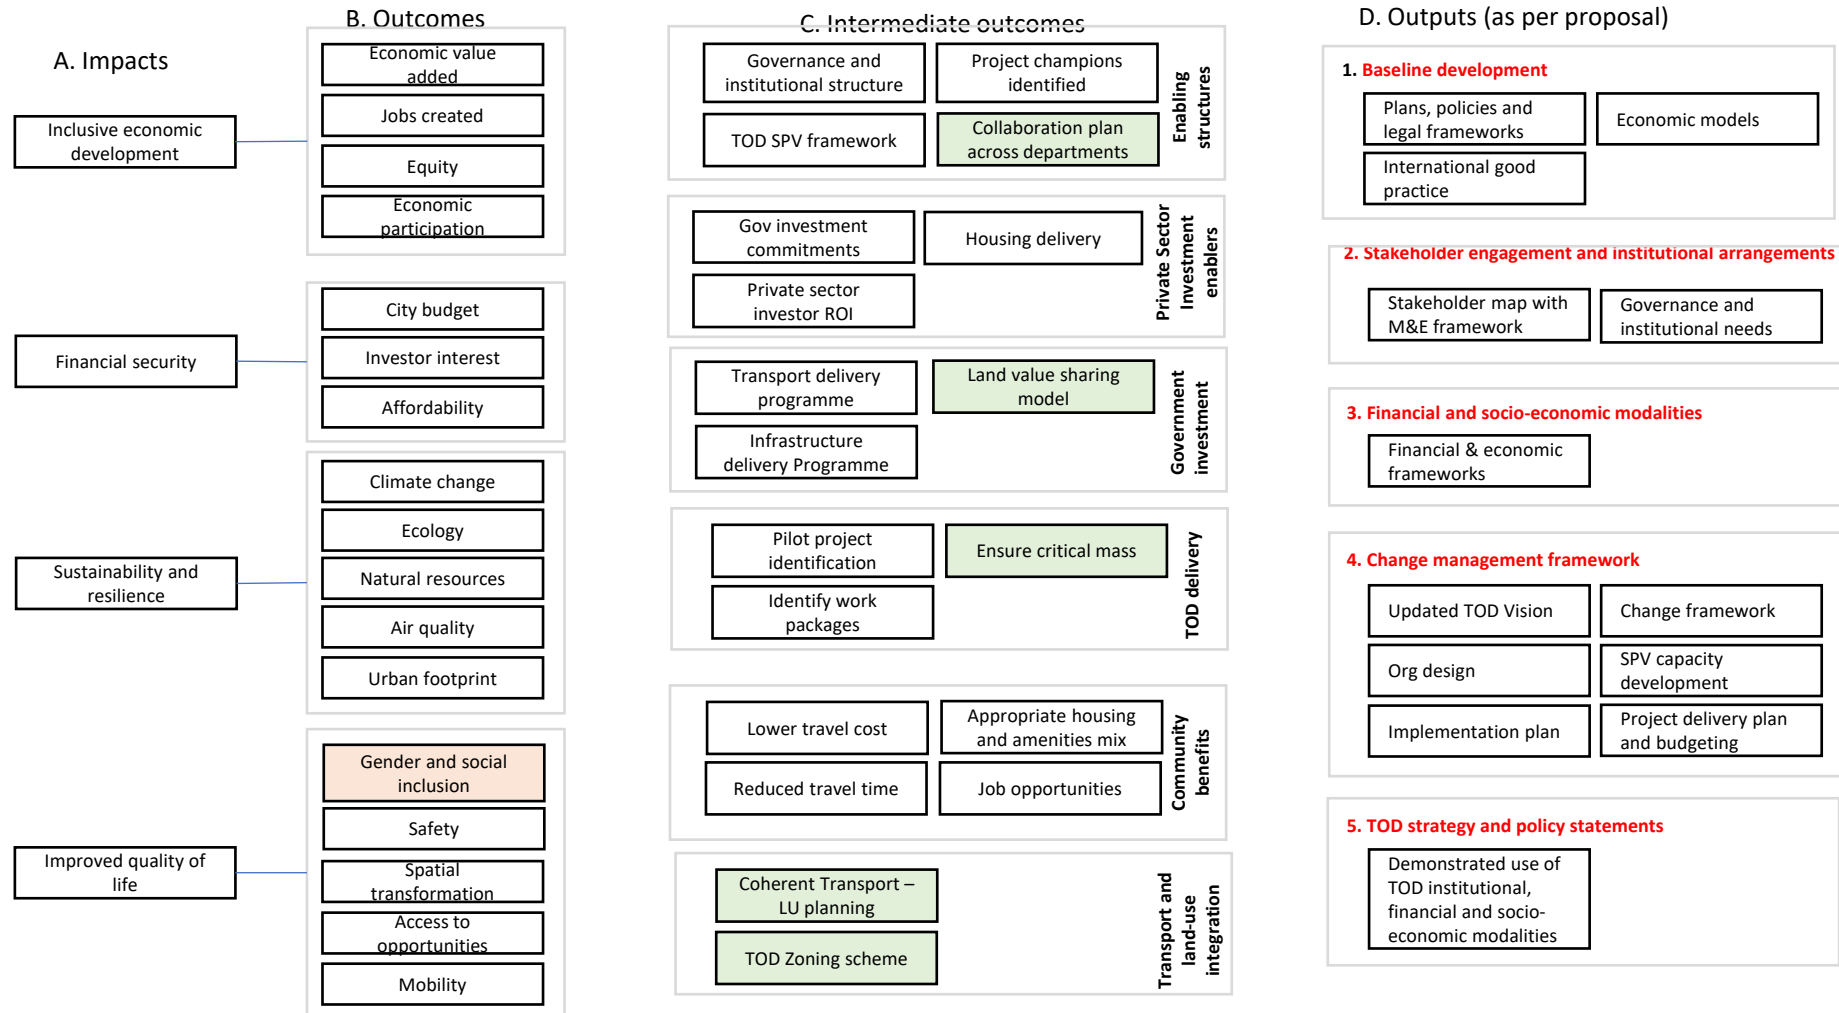 A. Impacts
Inclusive economic
development
Financial security
Sustainability and
resilience
Improved quality of
life
B. Outcomes
Economic value
added
Jobs created
Equity
Economic
participation
City budget
Investor interest
Affordability
Climate change
Ecology
Natural resources
Air quality
Urban footprint
Gender and social
inclusion
Safety
Spatial
transformation
Access to
opportunities
Mobility
C. Intermediate outcomes
Governance and
institutional structure
Project champions
identified
TOD SPV framework
Collaboration plan
across departments
Enabling
structures
Gov investment
commitments
Housing delivery
Private sector
investor ROI
Private Sector
Investment
enablers
Transport delivery
programme
Land value sharing
model
Infrastructure
delivery Programme
Government
investment
Pilot project
identification
Ensure critical mass
Identify work
packages
TOD delivery
Lower travel cost
Appropriate housing
and amenities mix
Reduced travel time
Job opportunities
Community
benefits
Coherent Transport –
LU planning
TOD Zoning scheme
Transport and
land-use
integration
D. Outputs (as per proposal)
1. Baseline development
Plans, policies and
legal frameworks
Economic models
International good
practice
2. Stakeholder engagement and institutional arrangements
Stakeholder map with
M&E framework
Governance and
institutional needs
3. Financial and socio-economic modalities
Financial & economic
frameworks
4. Change management framework
Updated TOD Vision
Change framework
Org design
SPV capacity
development
Implementation plan
Project delivery plan
and budgeting
5. TOD strategy and policy statements
Demonstrated use of
TOD institutional,
financial and socio-
economic modalities